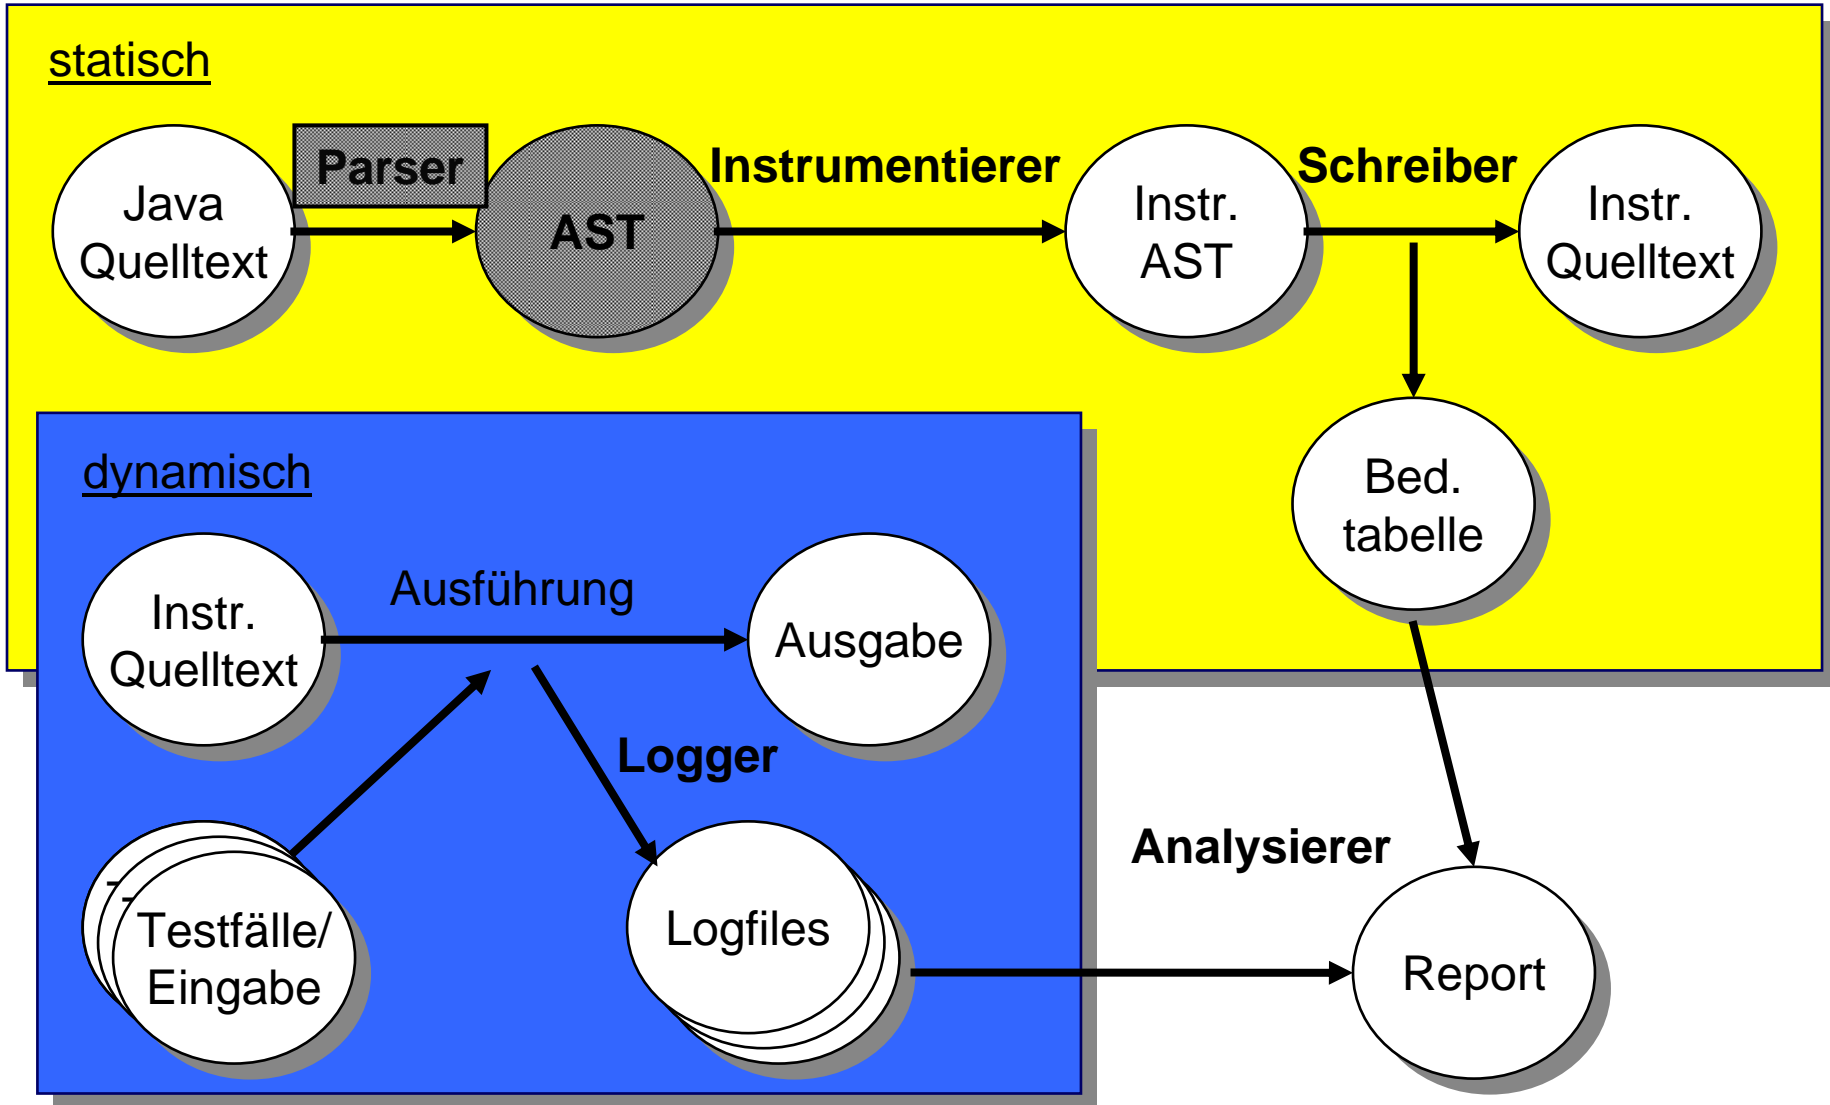 statisch
Java
Quelltext
Parser
AST
Instrumentierer
Instr.
AST
Schreiber
Instr.
Quelltext
Bed.
tabelle
dynamisch
Instr.
Quelltext
Ausführung
Ausgabe
Logger
Testfälle/
Eingabe
Logfiles
Analysierer
Report